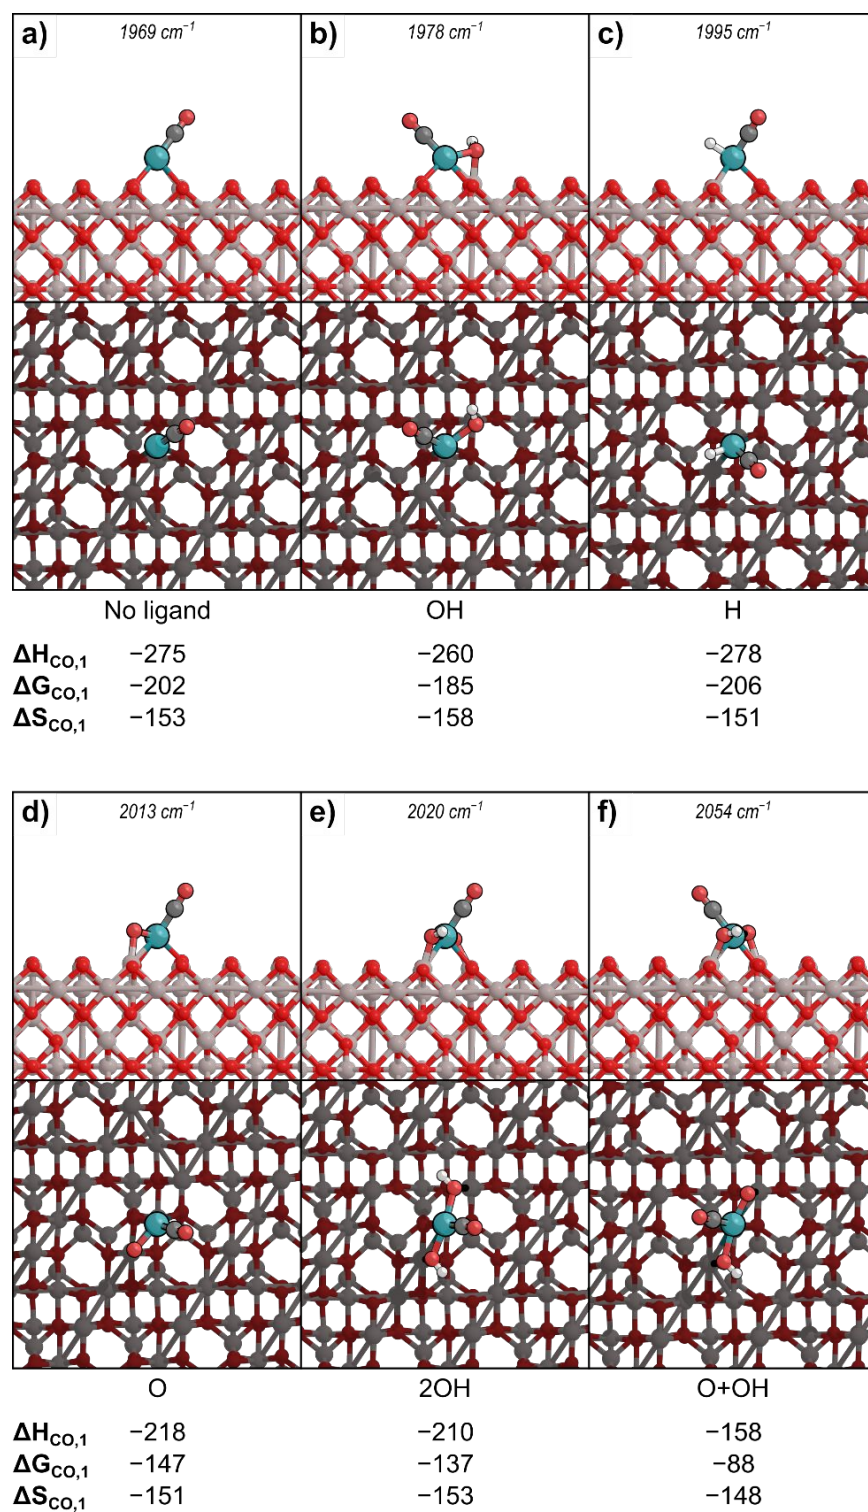 a) 1969 cm⁻¹ b) 1978 cm⁻¹ c) 1995 cm⁻¹
No ligand OH H
ΔH_CO,1 −275 −260 −278
ΔG_CO,1 −202 −185 −206
ΔS_CO,1 −153 −158 −151
d) 2013 cm⁻¹ e) 2020 cm⁻¹ f) 2054 cm⁻¹
O 2OH O+OH
ΔH_CO,1 −218 −210 −158
ΔG_CO,1 −147 −137 −88
ΔS_CO,1 −151 −153 −148